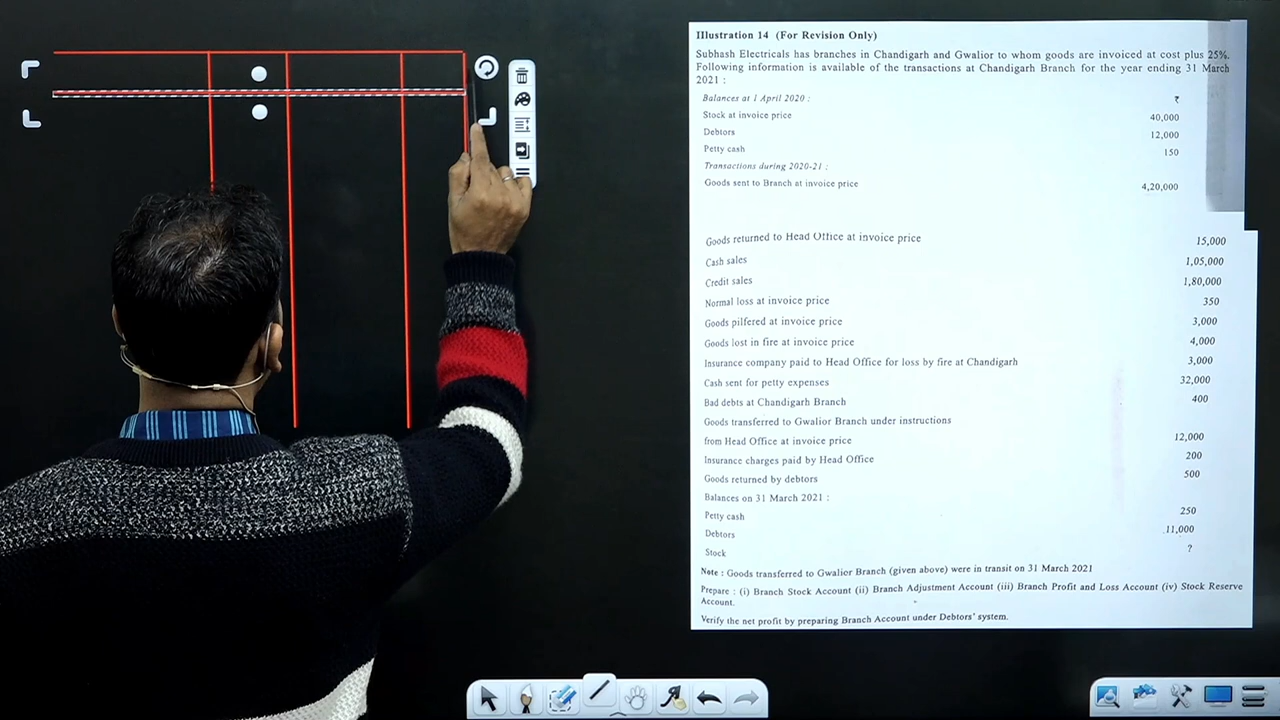 Illustration 14 (For Revision Only)
Subhash Electricals has branches in Chandigarh and Gwalior to whom goods are invoiced at cost plus 25%.
Following information is available of the transactions at Chandigarh Branch for the year ending 31 March
2021 :
Balances at 1 April 2020 : ₹
Stock at invoice price 40,000
Debtors 12,000
Petty cash 150
Transactions during 2020-21 :
Goods sent to Branch at invoice price 4,20,000
Goods returned to Head Office at invoice price 15,000
Cash sales 1,05,000
Credit sales 1,80,000
Normal loss at invoice price 350
Goods pilfered at invoice price 3,000
Goods lost in fire at invoice price 4,000
Insurance company paid to Head Office for loss by fire at Chandigarh 3,000
Cash sent for petty expenses 32,000
Bad debts at Chandigarh Branch 400
Goods transferred to Gwalior Branch under instructions
from Head Office at invoice price 12,000
Insurance charges paid by Head Office 200
Goods returned by debtors 500
Balances on 31 March 2021 :
Petty cash 250
Debtors 11,000
Stock ?
Note : Goods transferred to Gwalior Branch (given above) were in transit on 31 March 2021
Prepare : (i) Branch Stock Account (ii) Branch Adjustment Account (iii) Branch Profit and Loss Account (iv) Stock Reserve
Account.
Verify the net profit by preparing Branch Account under Debtors' system.